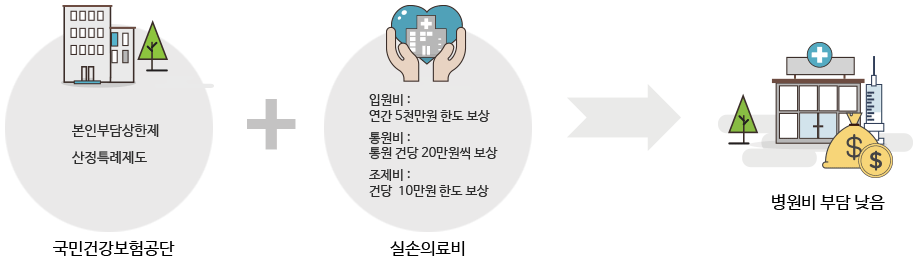 본인부담상한제
산정특례제도
국민건강보험공단
입원비 :
연간 5천만원 한도 보상
통원비 :
통원 건당 20만원씩 보상
조제비 :
건당 10만원 한도 보상
실손의료비
$
$
병원비 부담 낮음